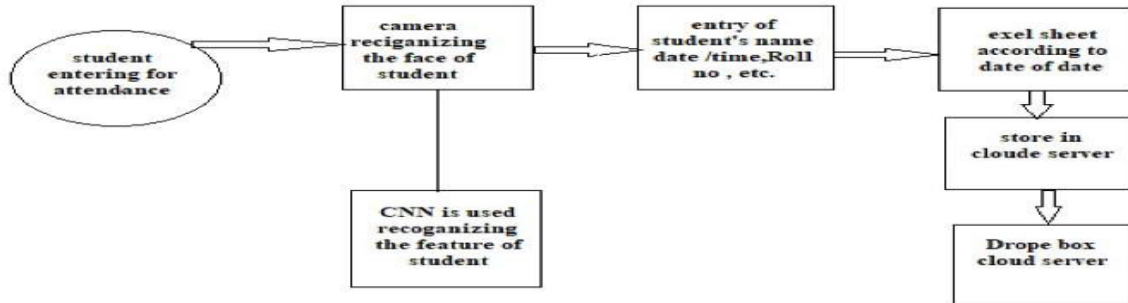 student
entering for
attendance
camera
reciganizing
the face of
student
entry of
student's name
date /time,Roll
no , etc.
exel sheet
according to
date of date
store in
cloude server
CNN is used
recoganizing
the feature of
student
Drope box
cloud server